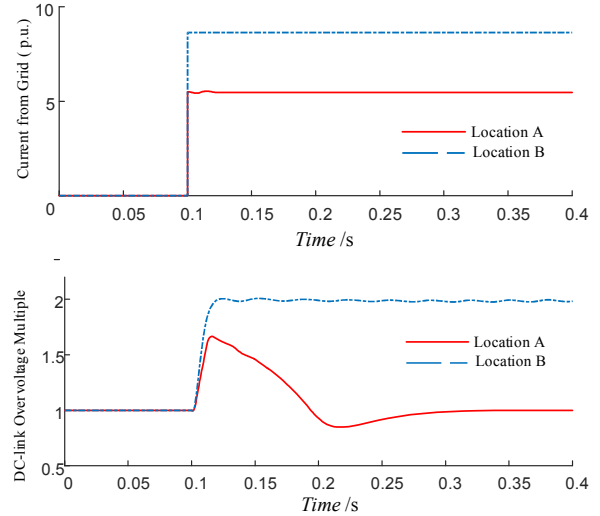 10
5
0
Current from Grid ( p.u.)
Location A
Location B
0.05 0.1 0.15 0.2 0.25 0.3 0.35 0.4
Time /s
2
1.5
1
0.5
DC-link Overvoltage Multiple
Location A
Location B
0 0.05 0.1 0.15 0.2 0.25 0.3 0.35 0.4
Time /s